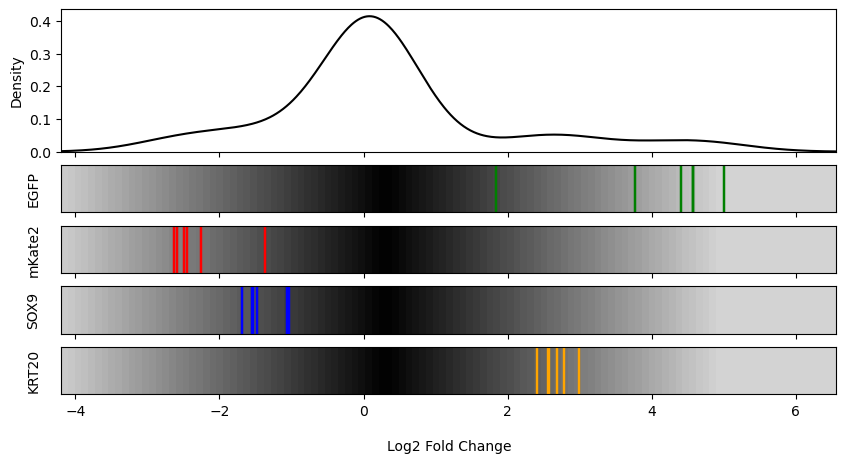 0.4
0.3
0.2
0.1
0.0
Density
EGFP
mKate2
SOX9
KRT20
−4 −2 0 2 4 6
Log2 Fold Change